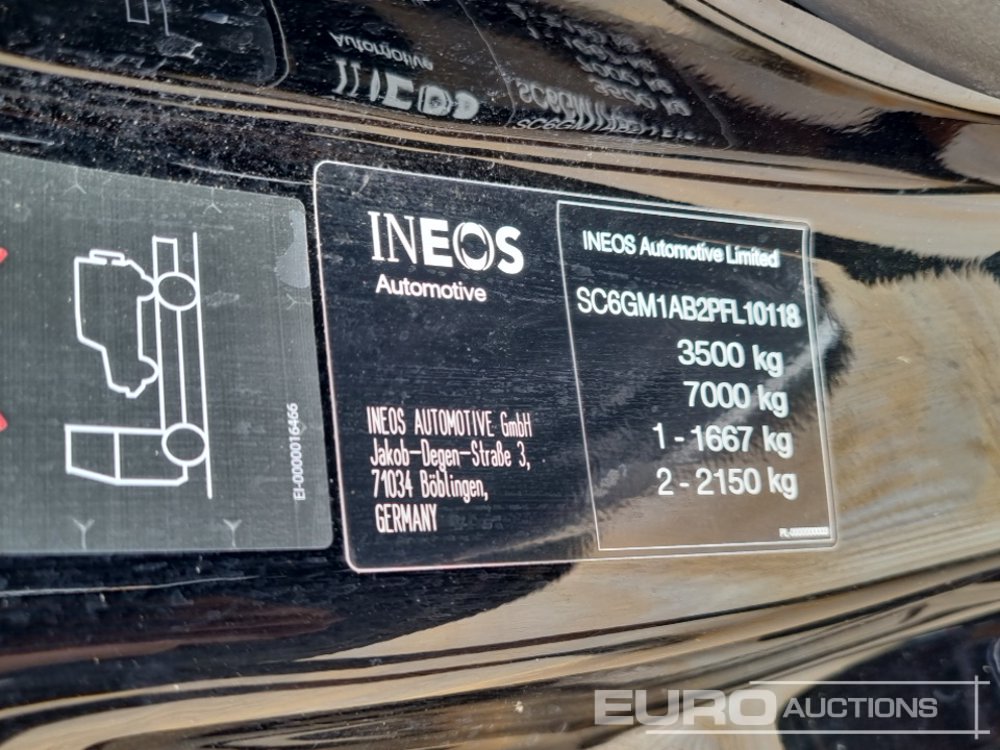 INEOS
Automotive
INEOS AUTOMOTIVE GmbH
Jakob-Degen-Straße 3,
71034 Böblingen,
GERMANY
INEOS Automotive Limited
SC6GM1AB2PFL10118
3500 kg
7000 kg
1 - 1667 kg
2 - 2150 kg
EI-0000016466
EURO AUCTIONS